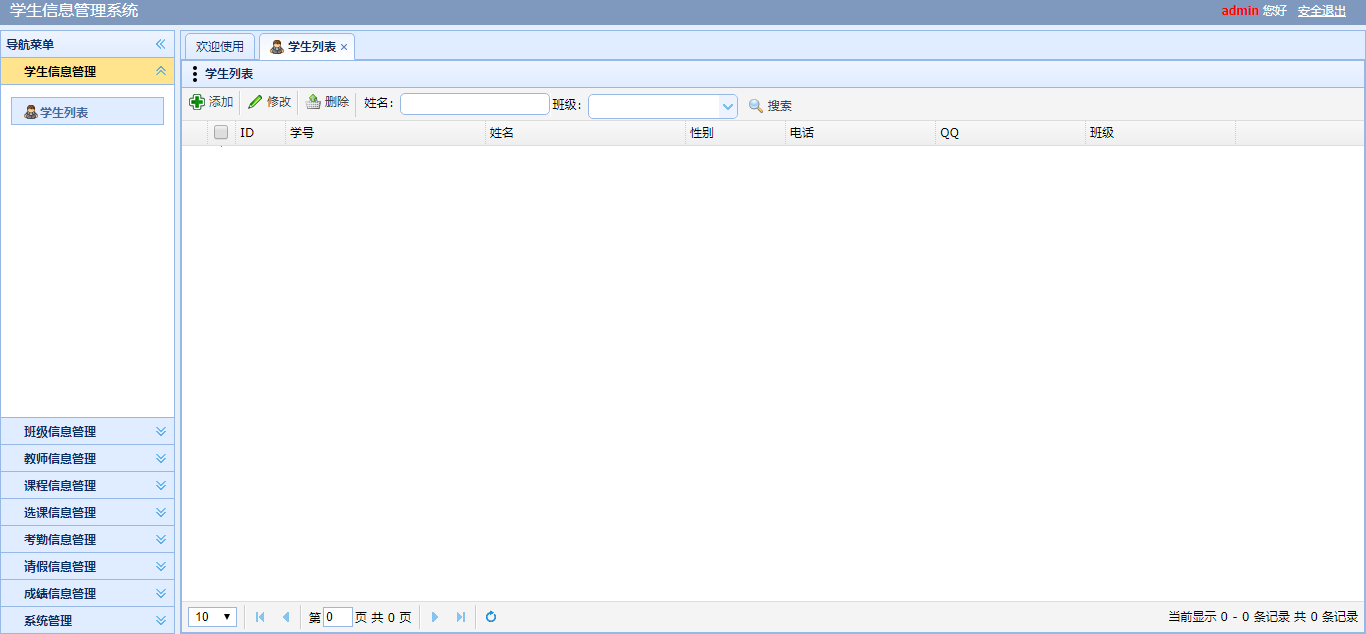 学生信息管理系统
admin 您好 安全退出
导航菜单
学生信息管理
学生列表
班级信息管理
教师信息管理
课程信息管理
选课信息管理
考勤信息管理
请假信息管理
成绩信息管理
系统管理
欢迎使用 学生列表
学生列表
添加 修改 删除 姓名: 班级: 搜索
ID 学号 姓名 性别 电话 QQ 班级
10 第 0 页 共 0 页
当前显示 0 - 0 条记录 共 0 条记录